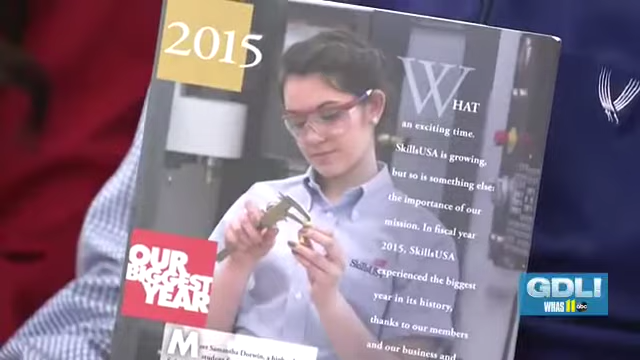 2015
WHAT
an exciting time.
SkillsUSA is growing,
but so is something else:
the importance of our
mission. In fiscal year
2015, SkillsUSA
experienced the biggest
year in its history,
thanks to our members
and our business and
OUR
BIGGEST
YEAR
Samantha Dorwin, a high
GDL!
WHAS 11 abc